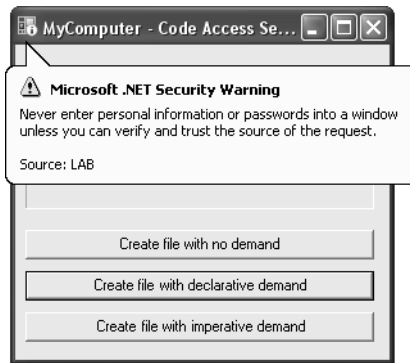 MyComputer - Code Access Se...
Microsoft .NET Security Warning
Never enter personal information or passwords into a window
unless you can verify and trust the source of the request.
Source: LAB
Create file with no demand
Create file with declarative demand
Create file with imperative demand